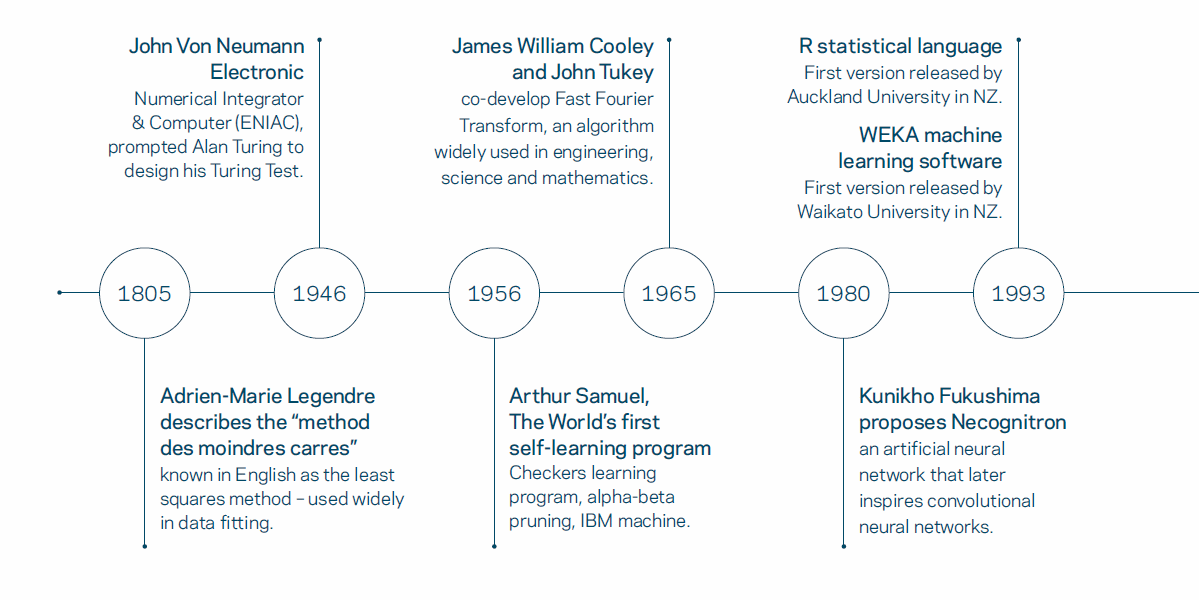 John Von Neumann
Electronic
Numerical Integrator
& Computer (ENIAC),
prompted Alan Turing to
design his Turing Test.
James William Cooley
and John Tukey
co-develop Fast Fourier
Transform, an algorithm
widely used in engineering,
science and mathematics.
R statistical language
First version released by
Auckland University in NZ.
WEKA machine
learning software
First version released by
Waikato University in NZ.
1805
1946
1956
1965
1980
1993
Adrien-Marie Legendre
describes the “method
des moindres carres”
known in English as the least
squares method – used widely
in data fitting.
Arthur Samuel,
The World’s first
self-learning program
Checkers learning
program, alpha-beta
pruning, IBM machine.
Kunikho Fukushima
proposes Necognitron
an artificial neural
network that later
inspires convolutional
neural networks.